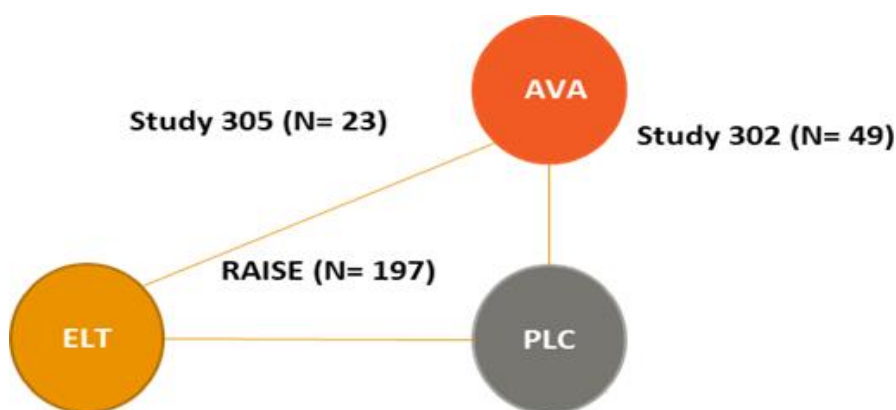 AVA
Study 305 (N= 23)
Study 302 (N= 49)
RAISE (N= 197)
ELT
PLC